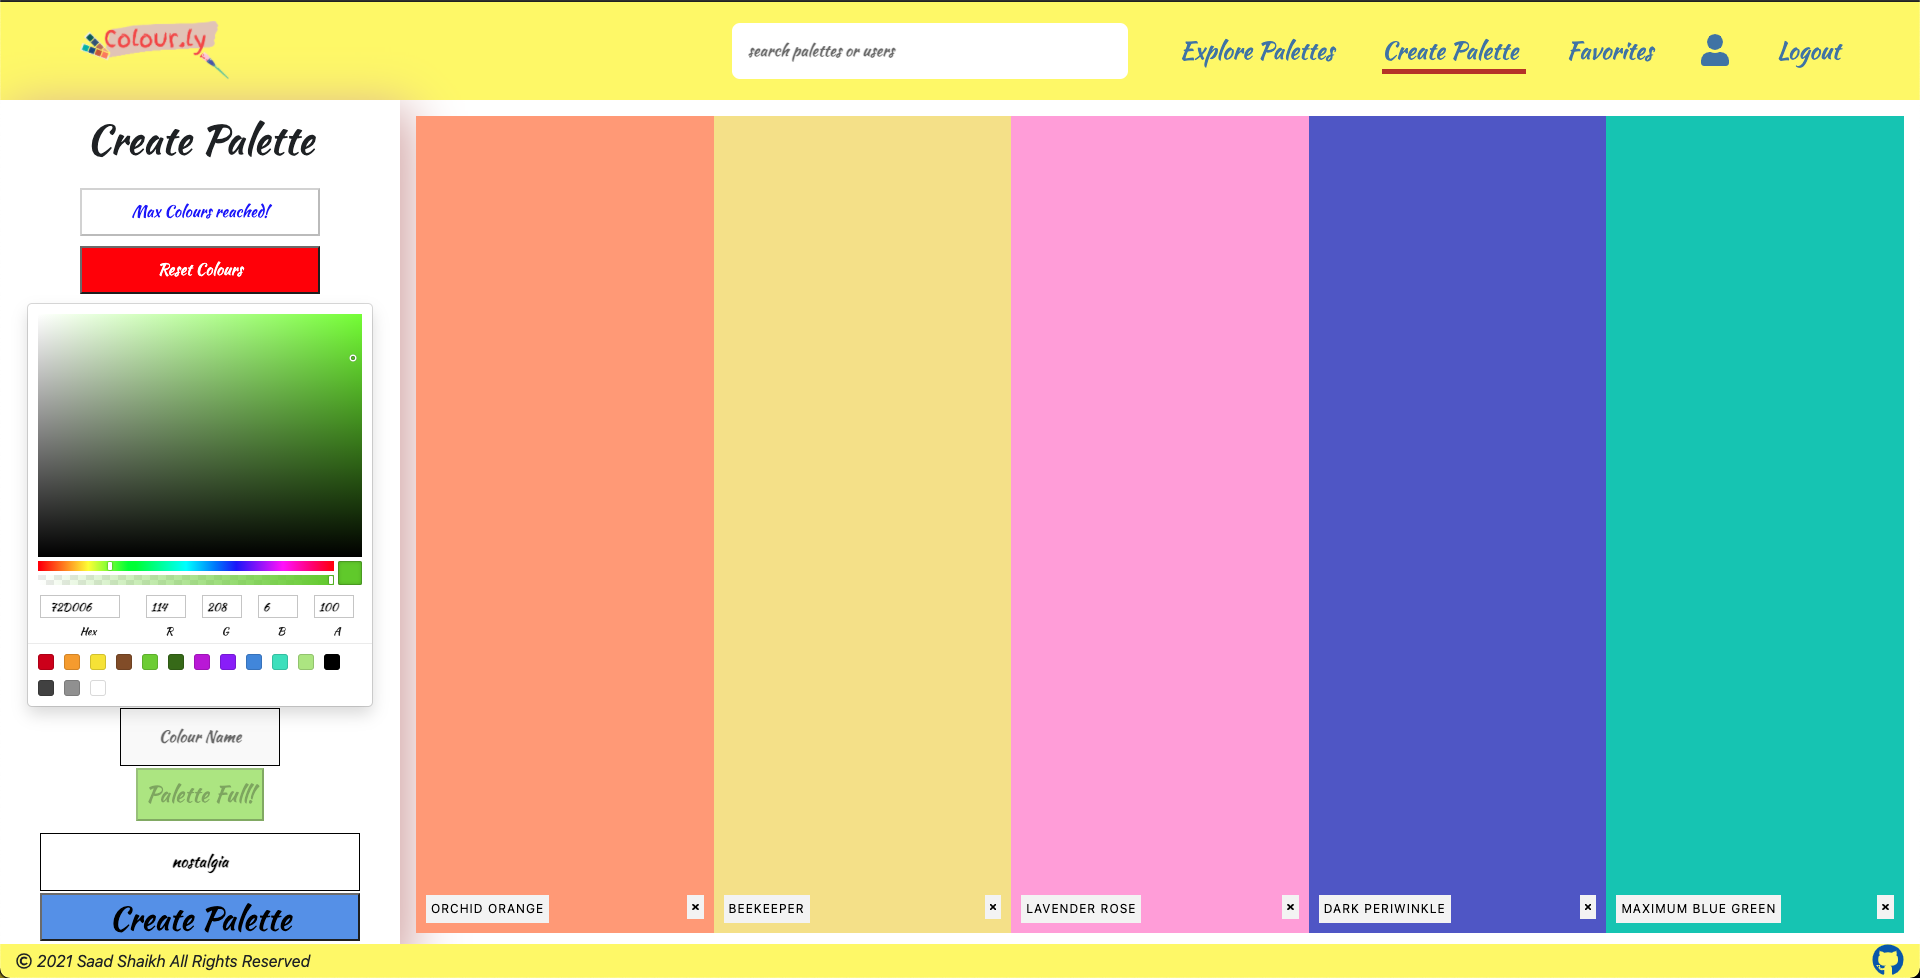 Colour.ly
search palettes or users
Explore Palettes
Create Palette
Favorites
Logout
Create Palette
Max Colours reached!
Reset Colours
72D006
114
208
6
100
Hex
R
G
B
A
Colour Name
Palette Full!
nostalgia
Create Palette
ORCHID ORANGE
×
BEEKEEPER
×
LAVENDER ROSE
×
DARK PERIWINKLE
×
MAXIMUM BLUE GREEN
×
© 2021 Saad Shaikh All Rights Reserved